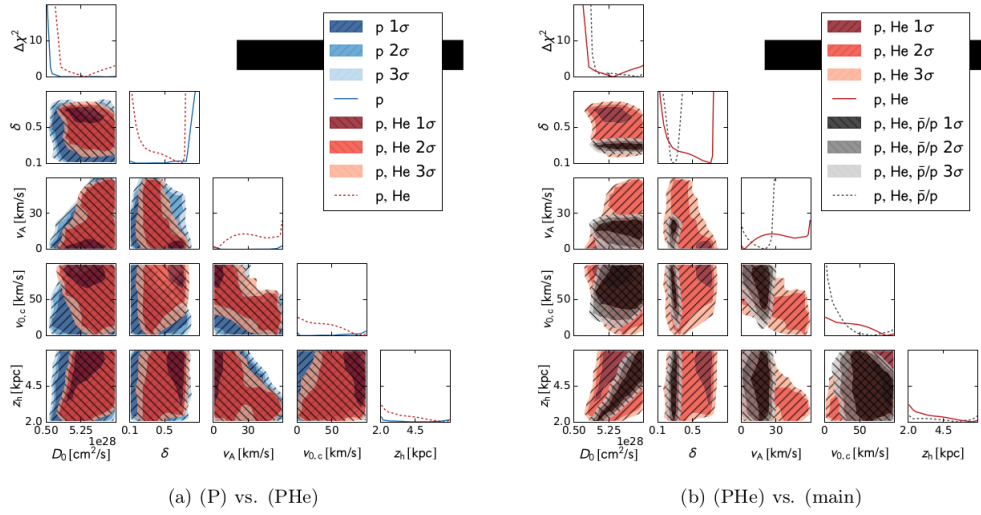 Δχ²
10
0
δ
0.5
0.1
v_A [km/s]
30
0
v_0,c [km/s]
50
0
z_h [kpc]
4.5
2.0
0.50 5.25
1e28
D_0 [cm²/s]
0.1 0.5
δ
0 30
v_A [km/s]
0 50
v_0,c [km/s]
2.0 4.5
z_h [kpc]
p 1σ
p 2σ
p 3σ
p
p, He 1σ
p, He 2σ
p, He 3σ
p, He
(a) (P) vs. (PHe)
Δχ²
10
0
δ
0.5
0.1
v_A [km/s]
30
0
v_0,c [km/s]
50
0
z_h [kpc]
4.5
2.0
0.50 5.25
1e28
D_0 [cm²/s]
0.1 0.5
δ
0 30
v_A [km/s]
0 50
v_0,c [km/s]
2.0 4.5
z_h [kpc]
p, He 1σ
p, He 2σ
p, He 3σ
p, He
p, He, p̄/p 1σ
p, He, p̄/p 2σ
p, He, p̄/p 3σ
p, He, p̄/p
(b) (PHe) vs. (main)